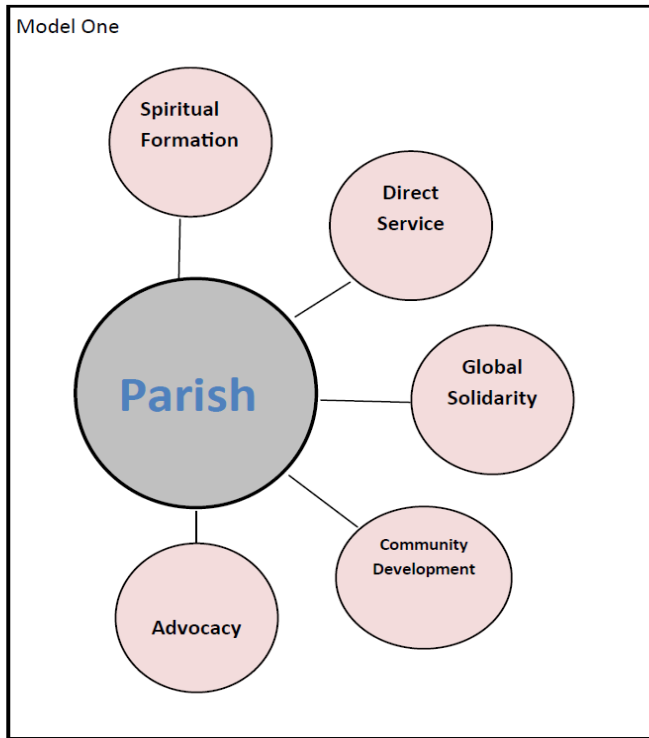 Model One
Spiritual
Formation
Direct
Service
Global
Solidarity
Parish
Community
Development
Advocacy